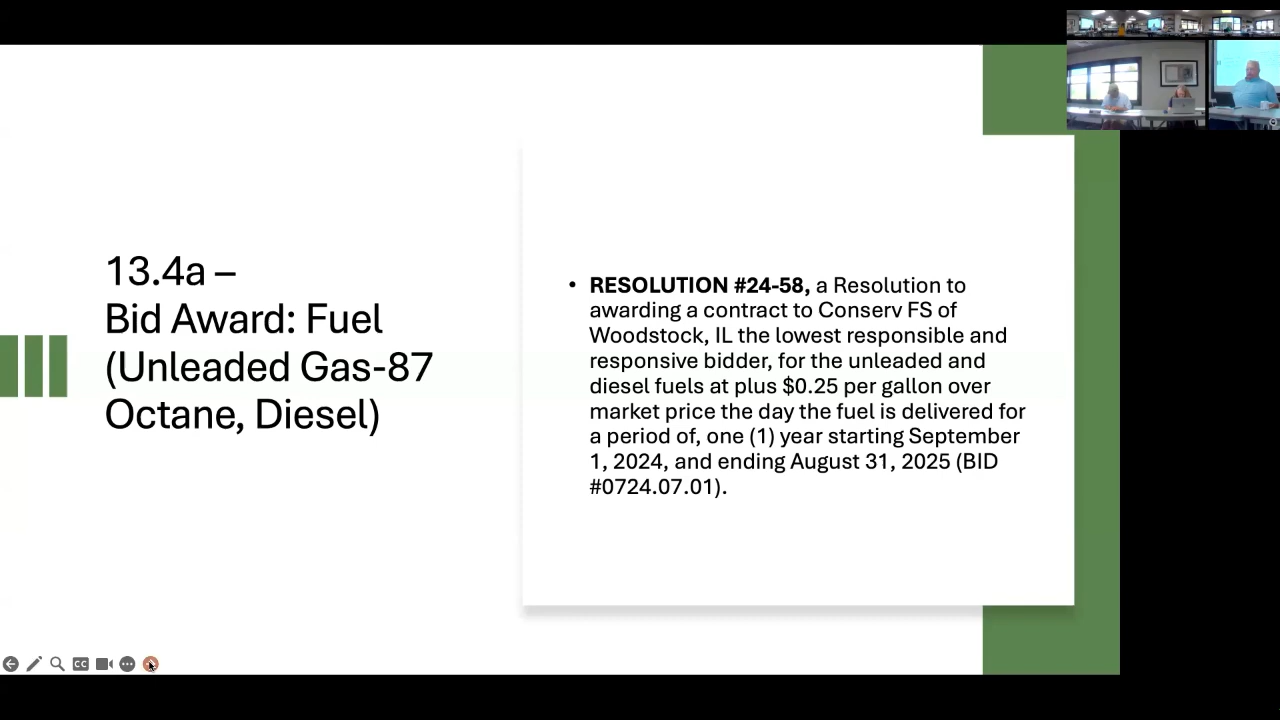 13.4a –
Bid Award: Fuel
(Unleaded Gas-87
Octane, Diesel)
• RESOLUTION #24-58, a Resolution to
awarding a contract to Conserv FS of
Woodstock, IL the lowest responsible and
responsive bidder, for the unleaded and
diesel fuels at plus $0.25 per gallon over
market price the day the fuel is delivered for
a period of, one (1) year starting September
1, 2024, and ending August 31, 2025 (BID
#0724.07.01).
CC